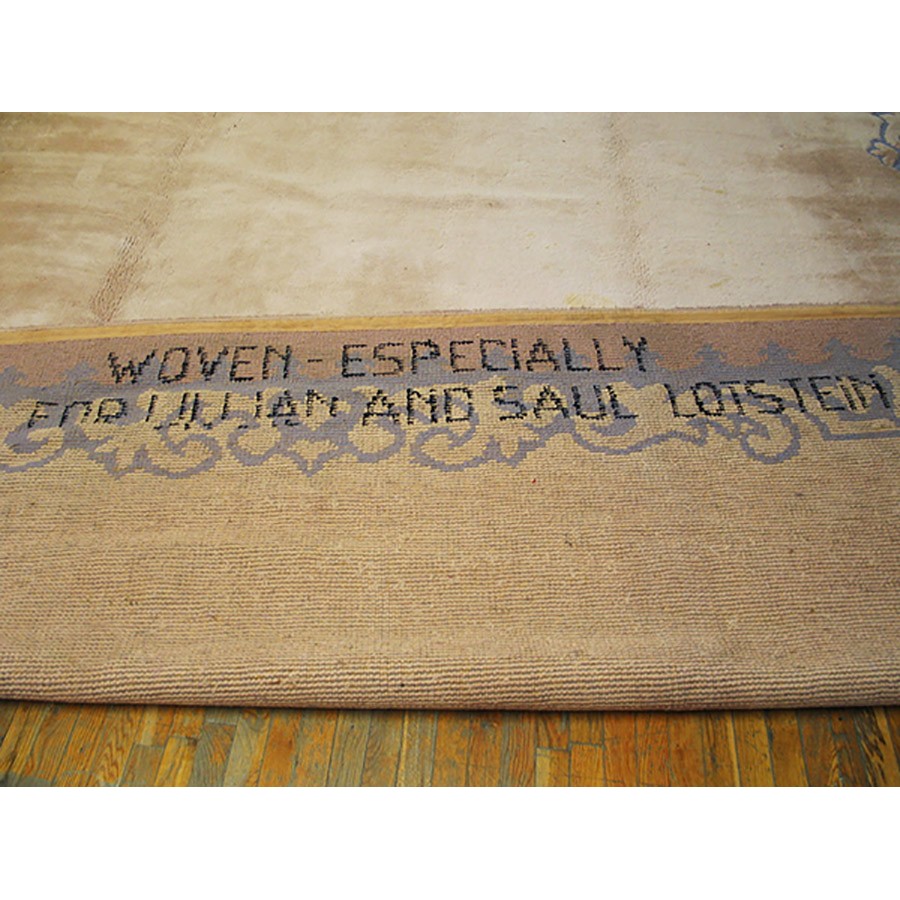 WOVEN - ESPECiALLY
FOR LILLIAN AND SAUL LOTSTEiN